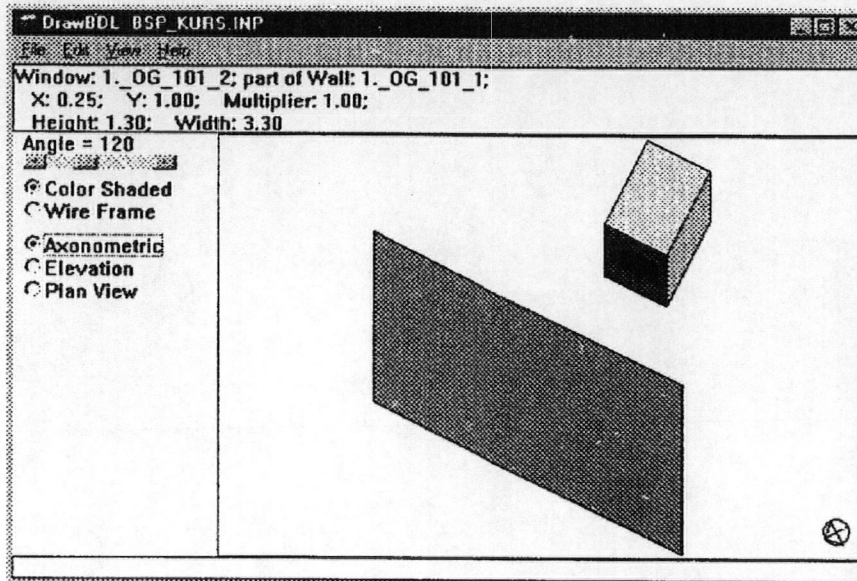 DrawBDL BSP_KURS.INP
File Edit View Help
Window: 1._OG_101_2; part of Wall: 1._OG_101_1;
X: 0.25; Y: 1.00; Multiplier: 1.00;
Height: 1.30; Width: 3.30
Angle = 120
Color Shaded
Wire Frame
Axonometric
Elevation
Plan View